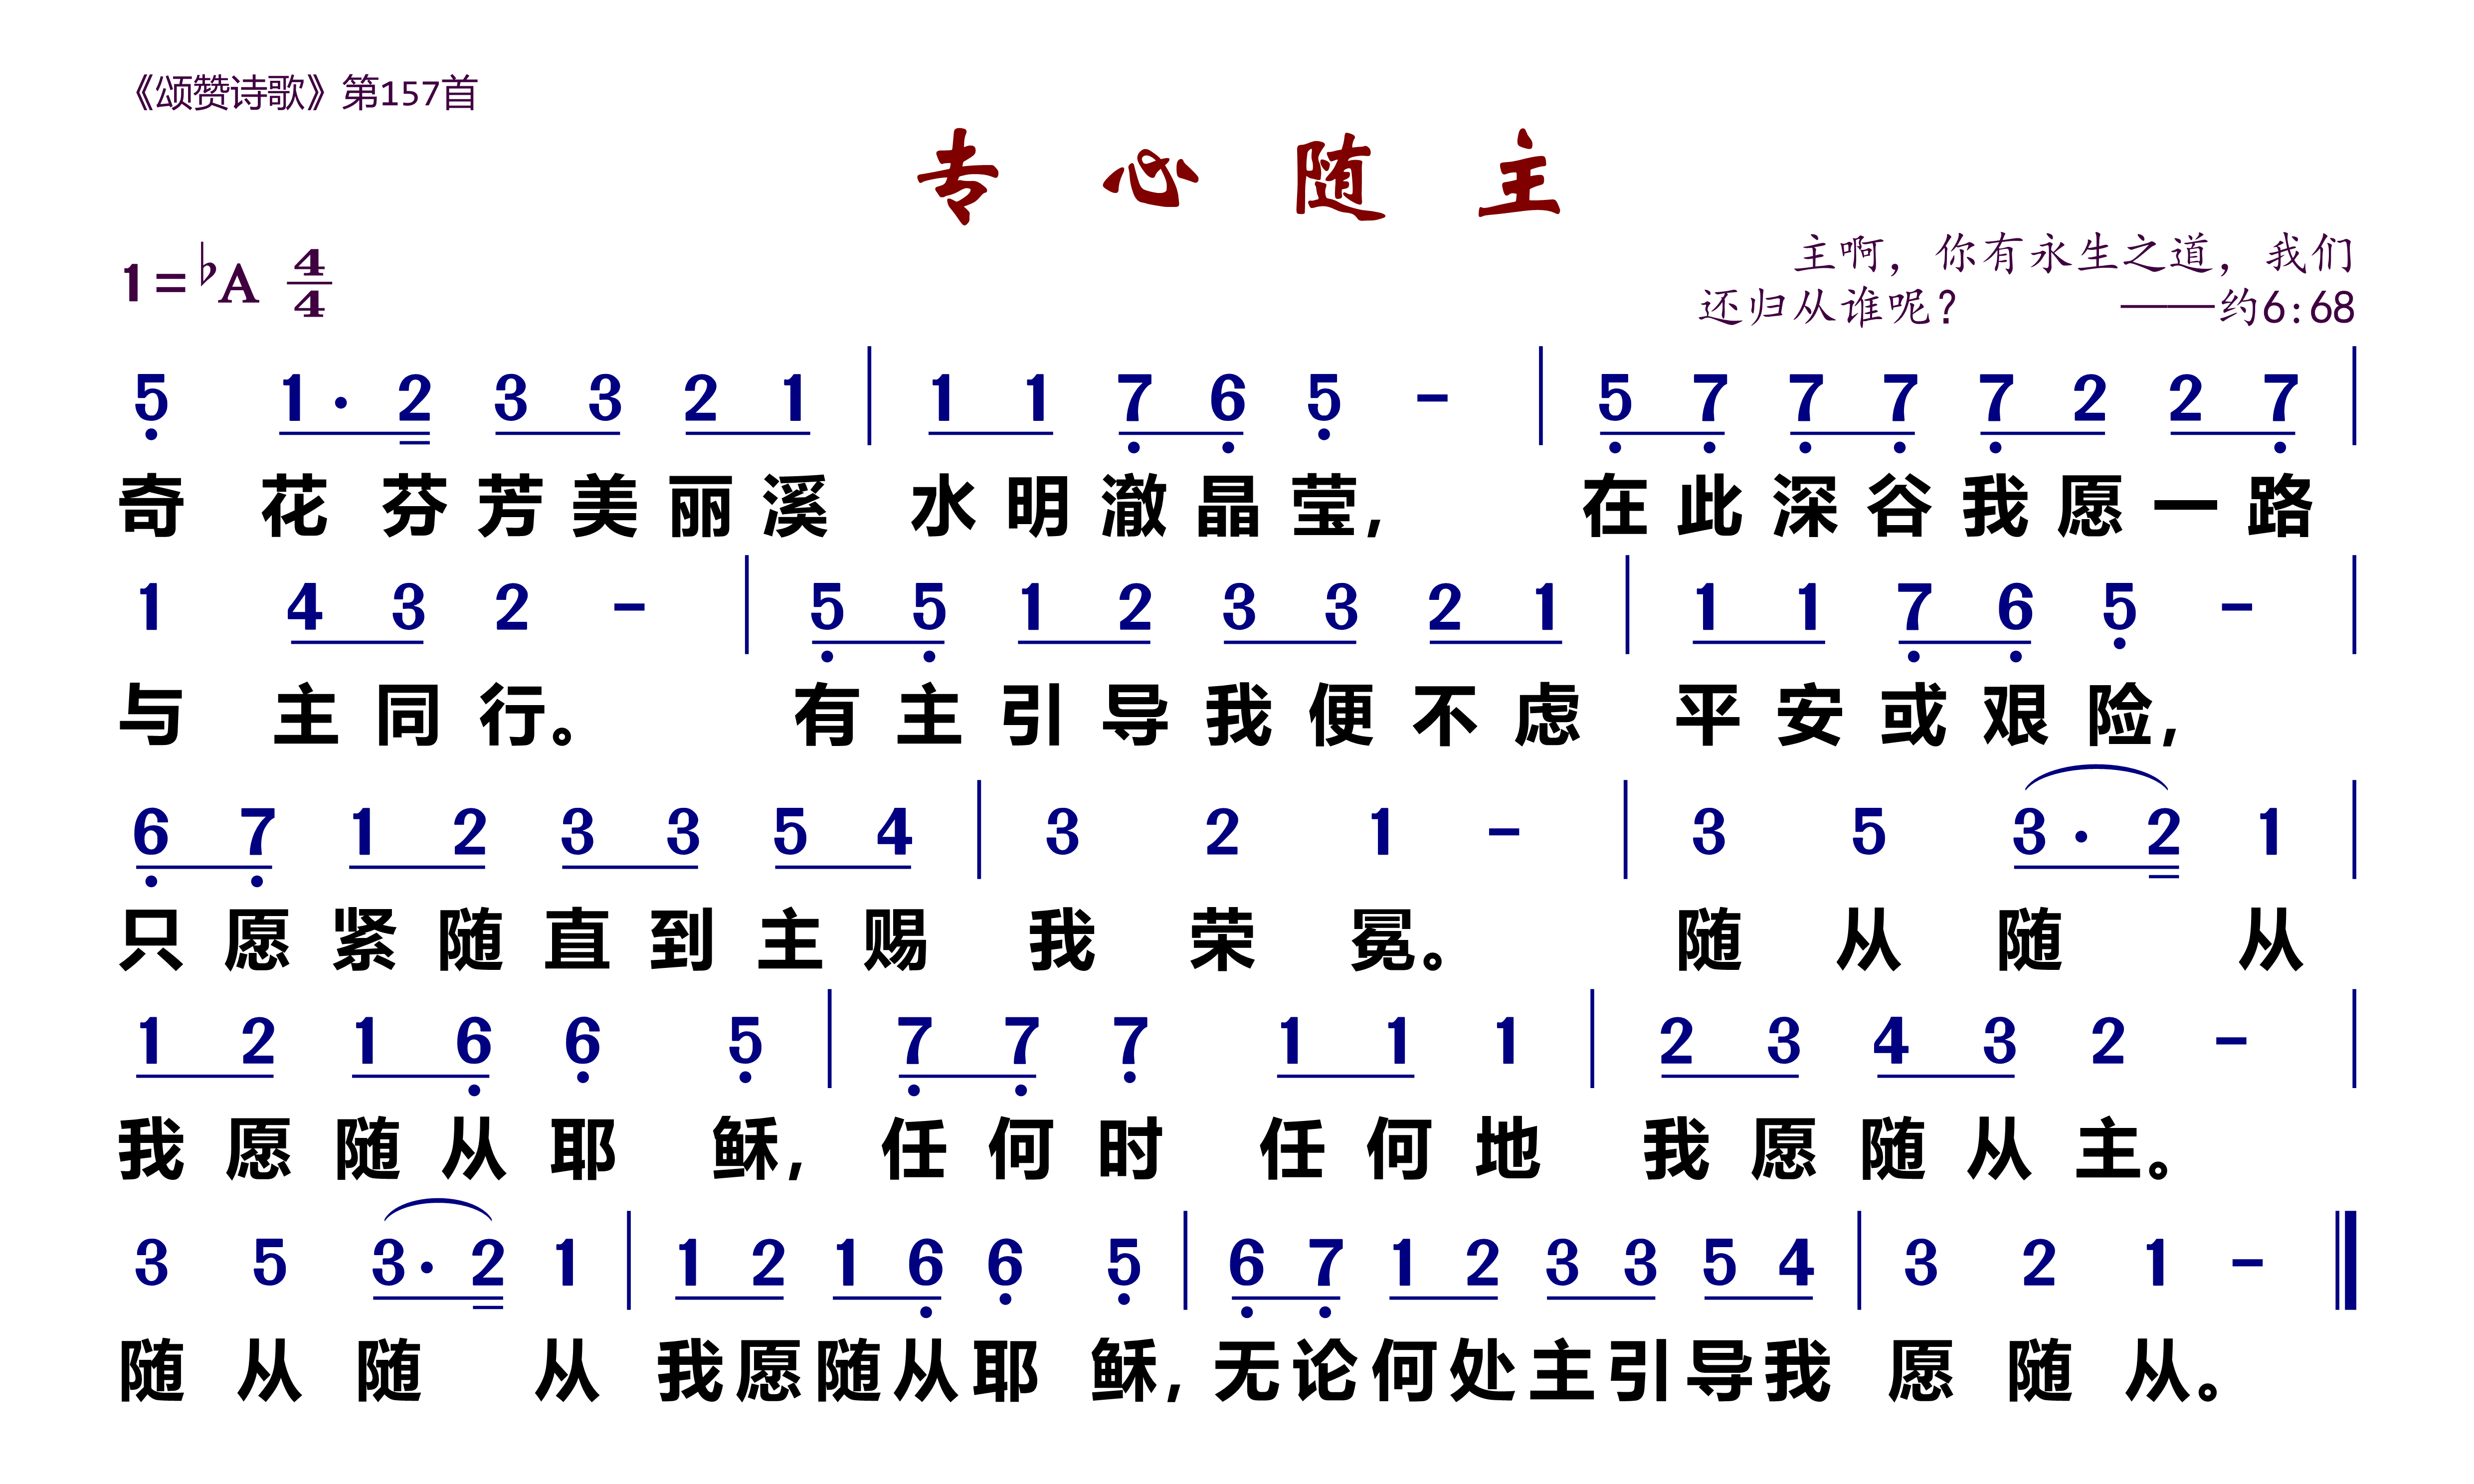 《颂赞诗歌》第157首
专心随主
1=♭A 4/4
主啊，你有永生之道，我们
还归从谁呢？ ——约6:68
5 1· 2 3 3 2 1 | 1 1 7 6 5 - | 5 7 7 7 7 2 2 7 |
奇花芬芳美丽溪 水明澈晶莹， 在此深谷我愿一路
1 4 3 2 - | 5 5 1 2 3 3 2 1 | 1 1 7 6 5 - |
与主同行。 有主引导我便不虑 平安或艰险，
6 7 1 2 3 3 5 4 | 3 2 1 - | 3 5 3· 2 1 |
只愿紧随直到主赐 我荣冕。 随从随从
1 2 1 6 6 5 | 7 7 7 1 1 1 | 2 3 4 3 2 - |
我愿随从耶稣， 任何时任何地 我愿随从主。
3 5 3· 2 1 | 1 2 1 6 6 5 | 6 7 1 2 3 3 5 4 | 3 2 1 - ‖
随从随从 我愿随从耶稣， 无论何处主引导我 愿随从。